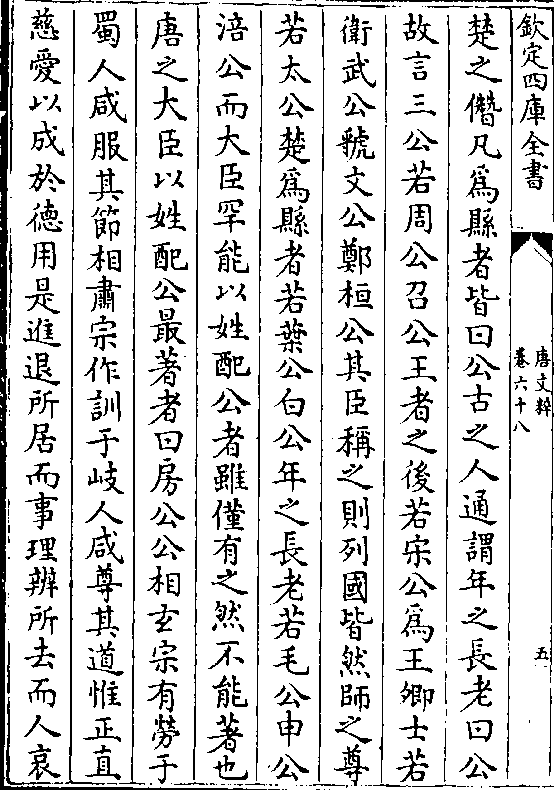 欽定四庫全書
唐文粹
卷六十八
五
楚之僭凡爲縣者皆曰公古之人通謂年之長老曰公
故言三公若周公召公王者之後若宋公爲王卿士若
衛武公虢文公鄭桓公其臣稱之則列國皆然師之尊
若太公楚爲縣者若葉公白公年之長老若毛公申公
涪公而大臣罕能以姓配公者雖僅有之然不能著也
唐之大臣以姓配公最著者曰房公公相玄宗有勞于
蜀人咸服其節相肅宗作訓于岐人咸尊其道惟正直
慈愛以成於德用是進退所居而事理辨所去而人哀